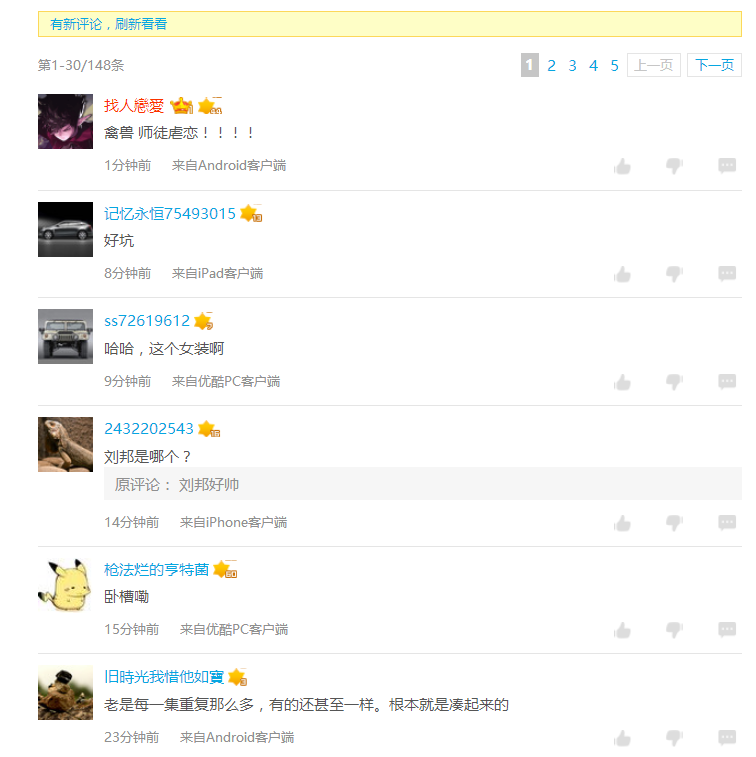 有新评论，刷新看看
第1-30/148条
1 2 3 4 5 上一页 下一页
找人戀愛
禽兽 师徒虐恋！！！！
1分钟前 来自Android客户端
记忆永恒75493015
好坑
8分钟前 来自iPad客户端
ss72619612
哈哈，这个女装啊
9分钟前 来自优酷PC客户端
2432202543
刘邦是哪个？
原评论： 刘邦好帅
14分钟前 来自iPhone客户端
枪法烂的亨特菌
卧槽嘞
15分钟前 来自优酷PC客户端
旧時光我惜他如寶
老是每一集重复那么多，有的还甚至一样。根本就是凑起来的
23分钟前 来自Android客户端